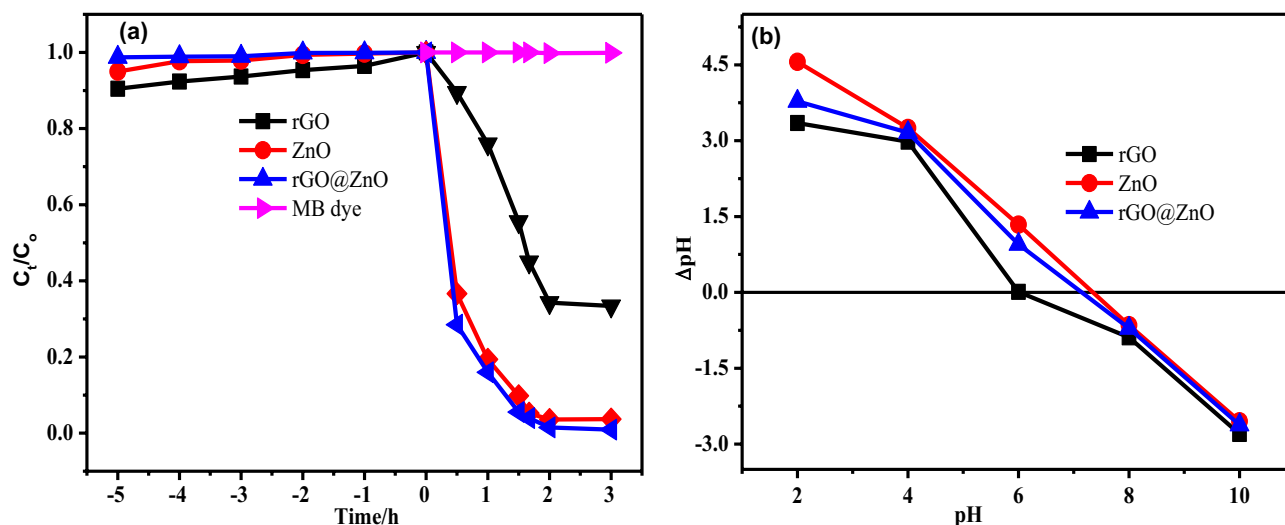 (a)
1.0
0.8
0.6
0.4
0.2
0.0
C_t/C_o
rGO
ZnO
rGO@ZnO
MB dye
-5 -4 -3 -2 -1 0 1 2 3
Time/h
(b)
4.5
3.0
1.5
0.0
-1.5
-3.0
ΔpH
rGO
ZnO
rGO@ZnO
2 4 6 8 10
pH